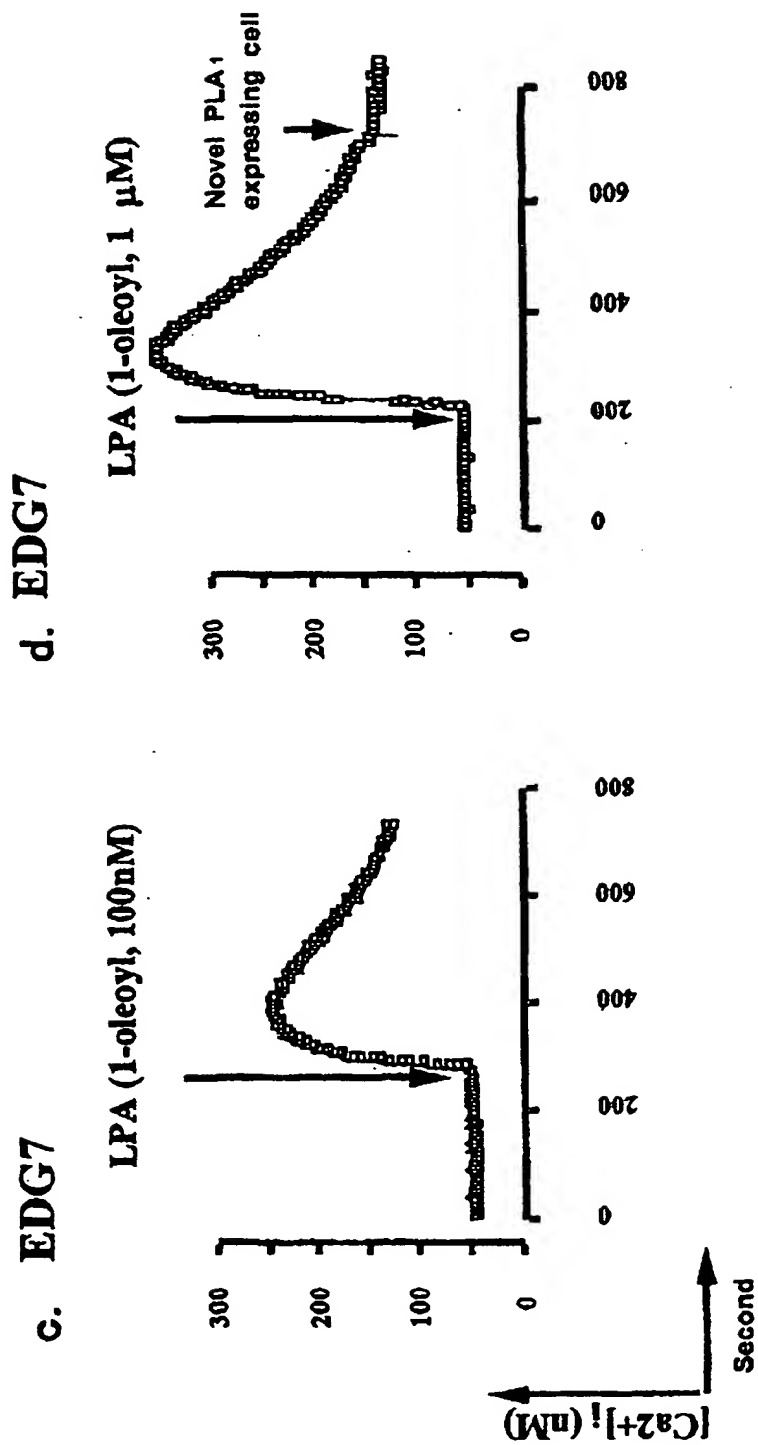 c. EDG7
LPA (1-oleoyl, 100nM)
300
200
100
0
0
200
400
600
800
[Ca2+]i (nM)
Second
d. EDG7
LPA (1-oleoyl, 1 µM)
Novel PLA1
expressing cell
300
200
100
0
0
200
400
600
800